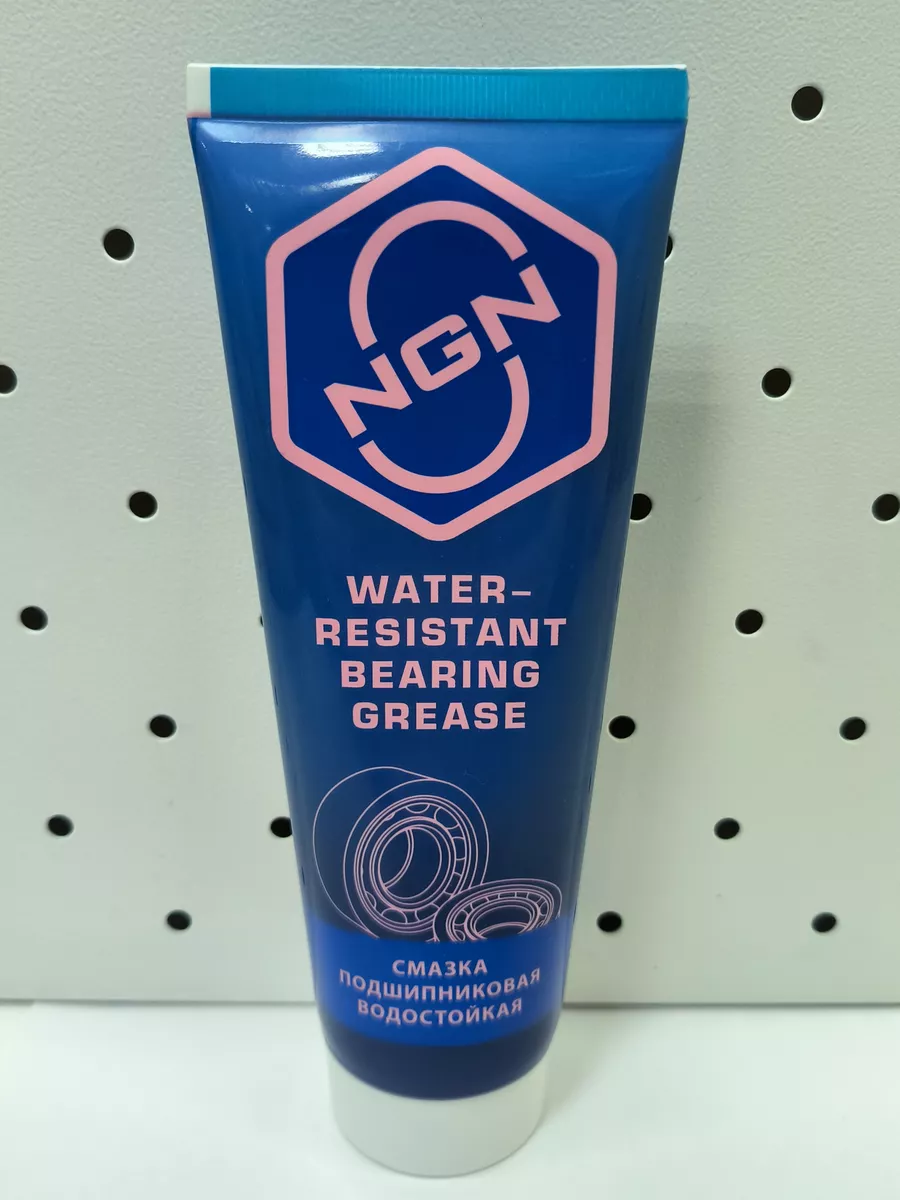 NGN
WATER-
RESISTANT
BEARING
GREASE
СМАЗКА
ПОДШИПНИКОВАЯ
ВОДОСТОЙКАЯ